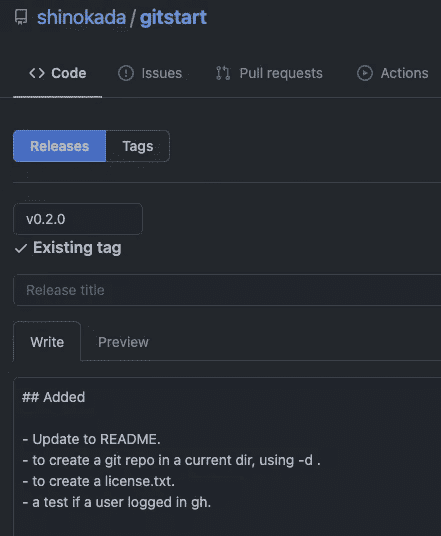 shinokada/gitstart
Code Issues Pull requests Actions
Releases Tags
v0.2.0
Existing tag
Release title
Write Preview
## Added
- Update to README.
- to create a git repo in a current dir, using -d .
- to create a license.txt.
- a test if a user logged in gh.